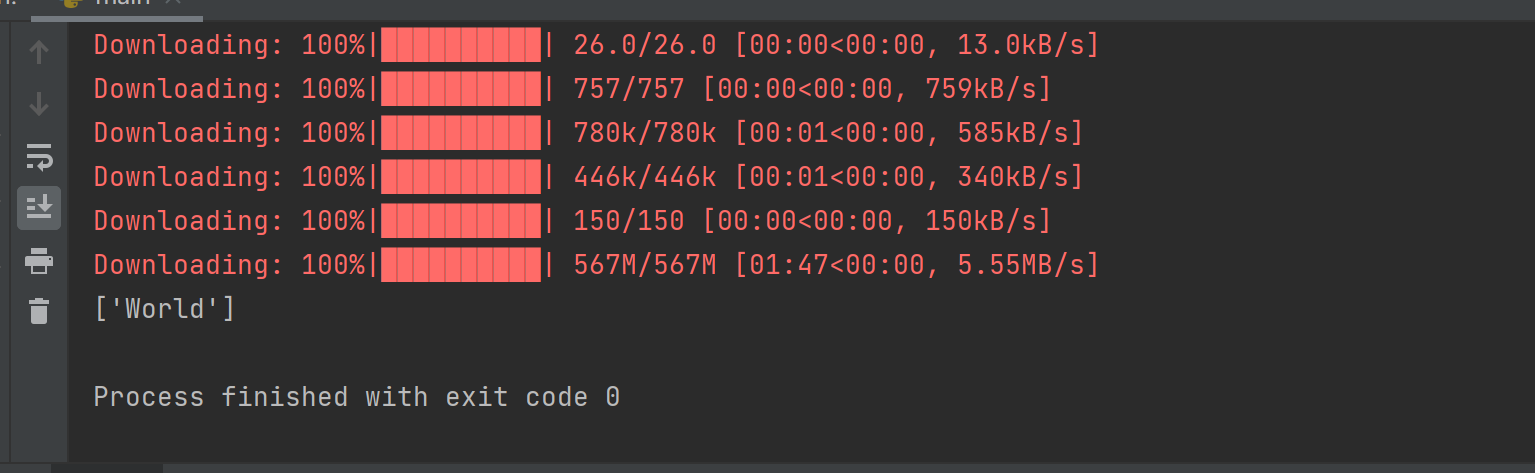 main
Downloading: 100%|██████████| 26.0/26.0 [00:00<00:00, 13.0kB/s]
Downloading: 100%|██████████| 757/757 [00:00<00:00, 759kB/s]
Downloading: 100%|██████████| 780k/780k [00:01<00:00, 585kB/s]
Downloading: 100%|██████████| 446k/446k [00:01<00:00, 340kB/s]
Downloading: 100%|██████████| 150/150 [00:00<00:00, 150kB/s]
Downloading: 100%|██████████| 567M/567M [01:47<00:00, 5.55MB/s]
['World']
Process finished with exit code 0